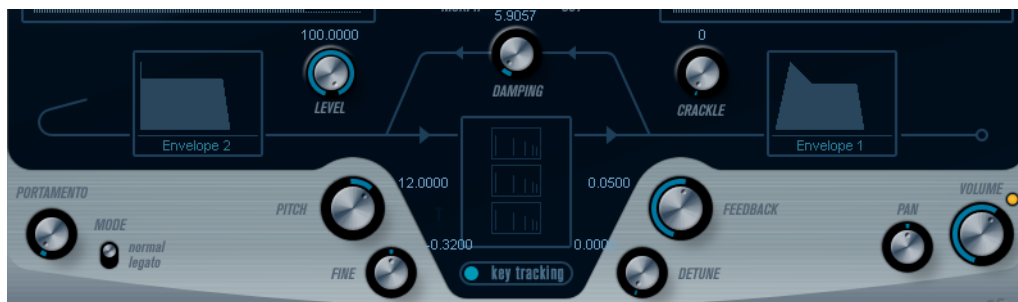 5.9057
100.0000
0
LEVEL
DAMPING
CRACKLE
Envelope 2
Envelope 1
PORTAMENTO
12.0000
0.0500
VOLUME
PITCH
FEEDBACK
PAN
MODE
normal
legato
-0.3200
0.0000
FINE
key tracking
DETUNE